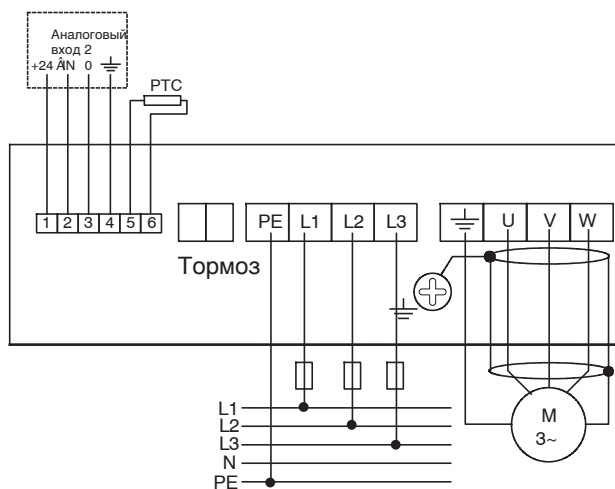 Аналоговый
вход 2
+24 ÂIN 0
PTC
1 2 3 4 5 6
PE L1 L2 L3 U V W
Тормоз
L1
L2
L3
N
PE
M
3~